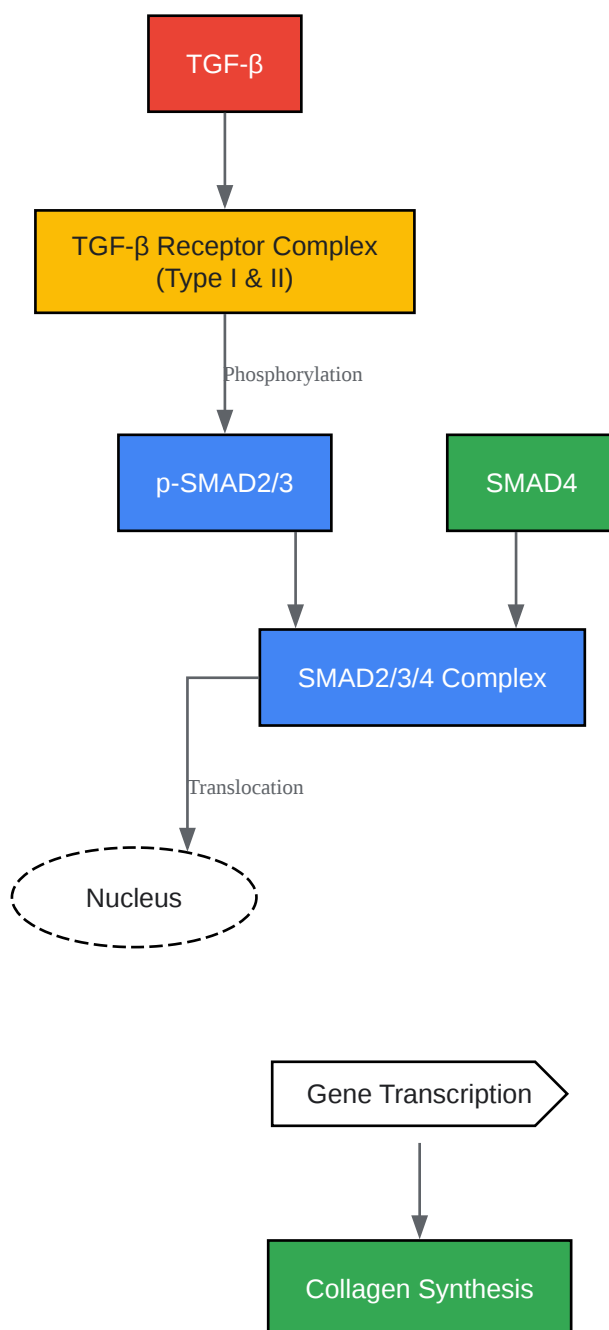 TGF-β
TGF-β Receptor Complex
(Type I & II)
Phosphorylation
p-SMAD2/3
SMAD4
SMAD2/3/4 Complex
Translocation
Nucleus
Gene Transcription
Collagen Synthesis